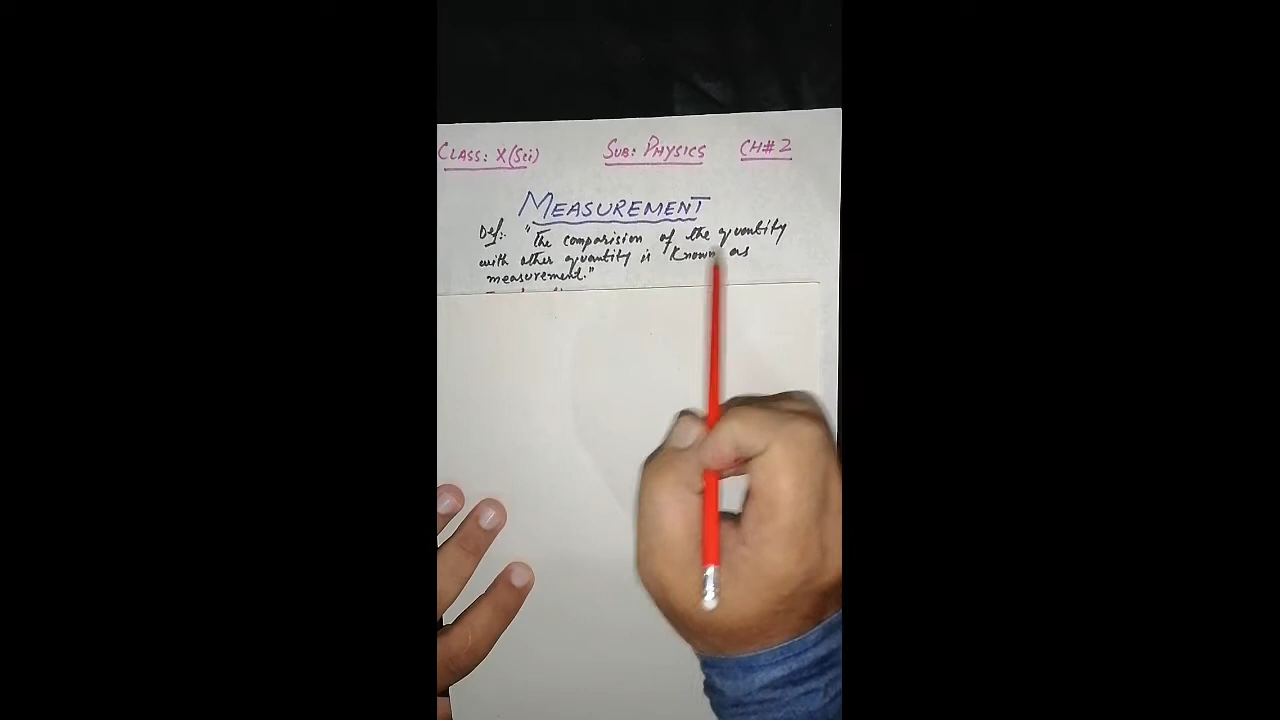 CLASS: X(Sci) SUB: PHYSICS CH# 2
MEASUREMENT
Def:- "The comparision of the quantity
with other quantity is Known as
measurement."